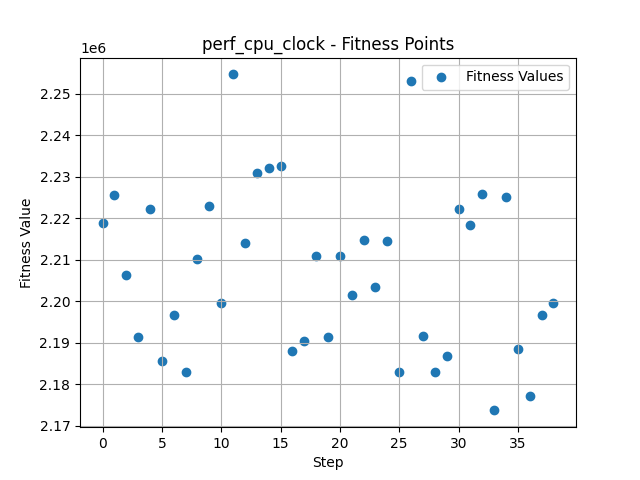 perf_cpu_clock - Fitness Points
1e6
Fitness Values
2.25
2.24
2.23
2.22
2.21
2.20
2.19
2.18
2.17
Fitness Value
0 5 10 15 20 25 30 35
Step